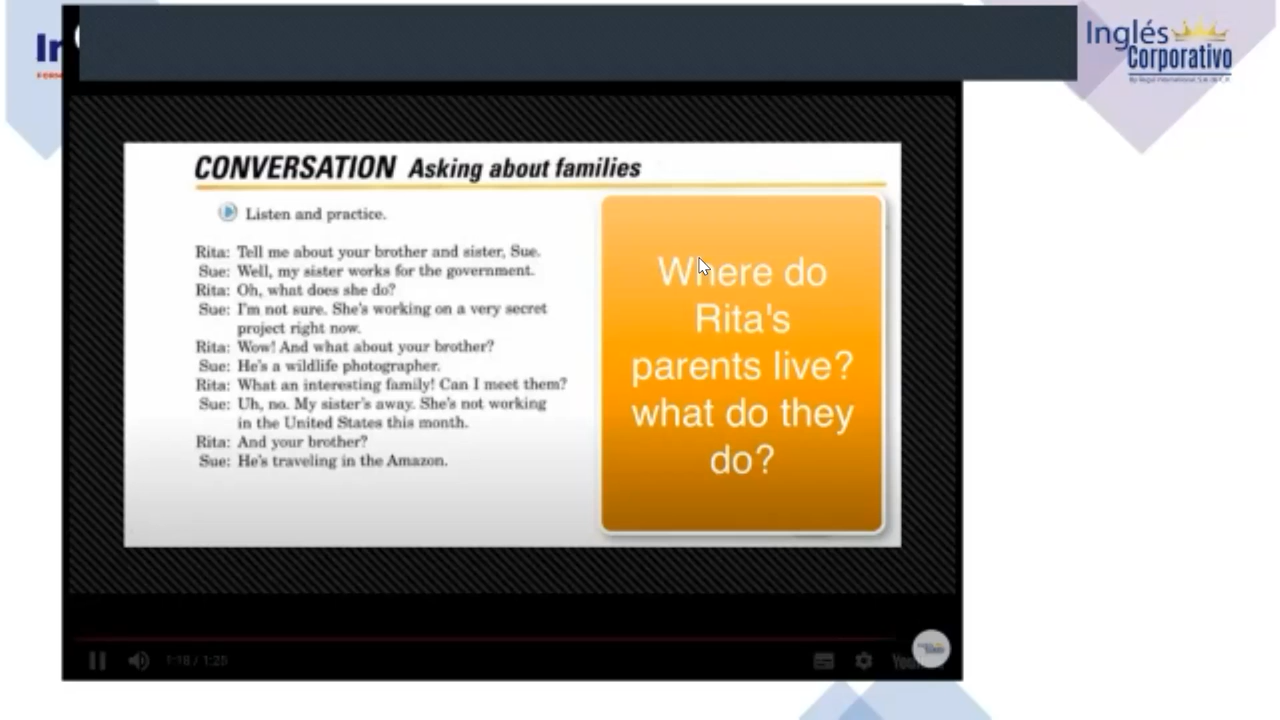 Inglés
Corporativo
CONVERSATION Asking about families
Listen and practice.
Rita: Tell me about your brother and sister, Sue.
Sue: Well, my sister works for the government.
Rita: Oh, what does she do?
Sue: I'm not sure. She's working on a very secret
project right now.
Rita: Wow! And what about your brother?
Sue: He's a wildlife photographer.
Rita: What an interesting family! Can I meet them?
Sue: Uh, no. My sister's away. She's not working
in the United States this month.
Rita: And your brother?
Sue: He's traveling in the Amazon.
Where do
Rita's
parents live?
what do they
do?
1:18 / 1:25